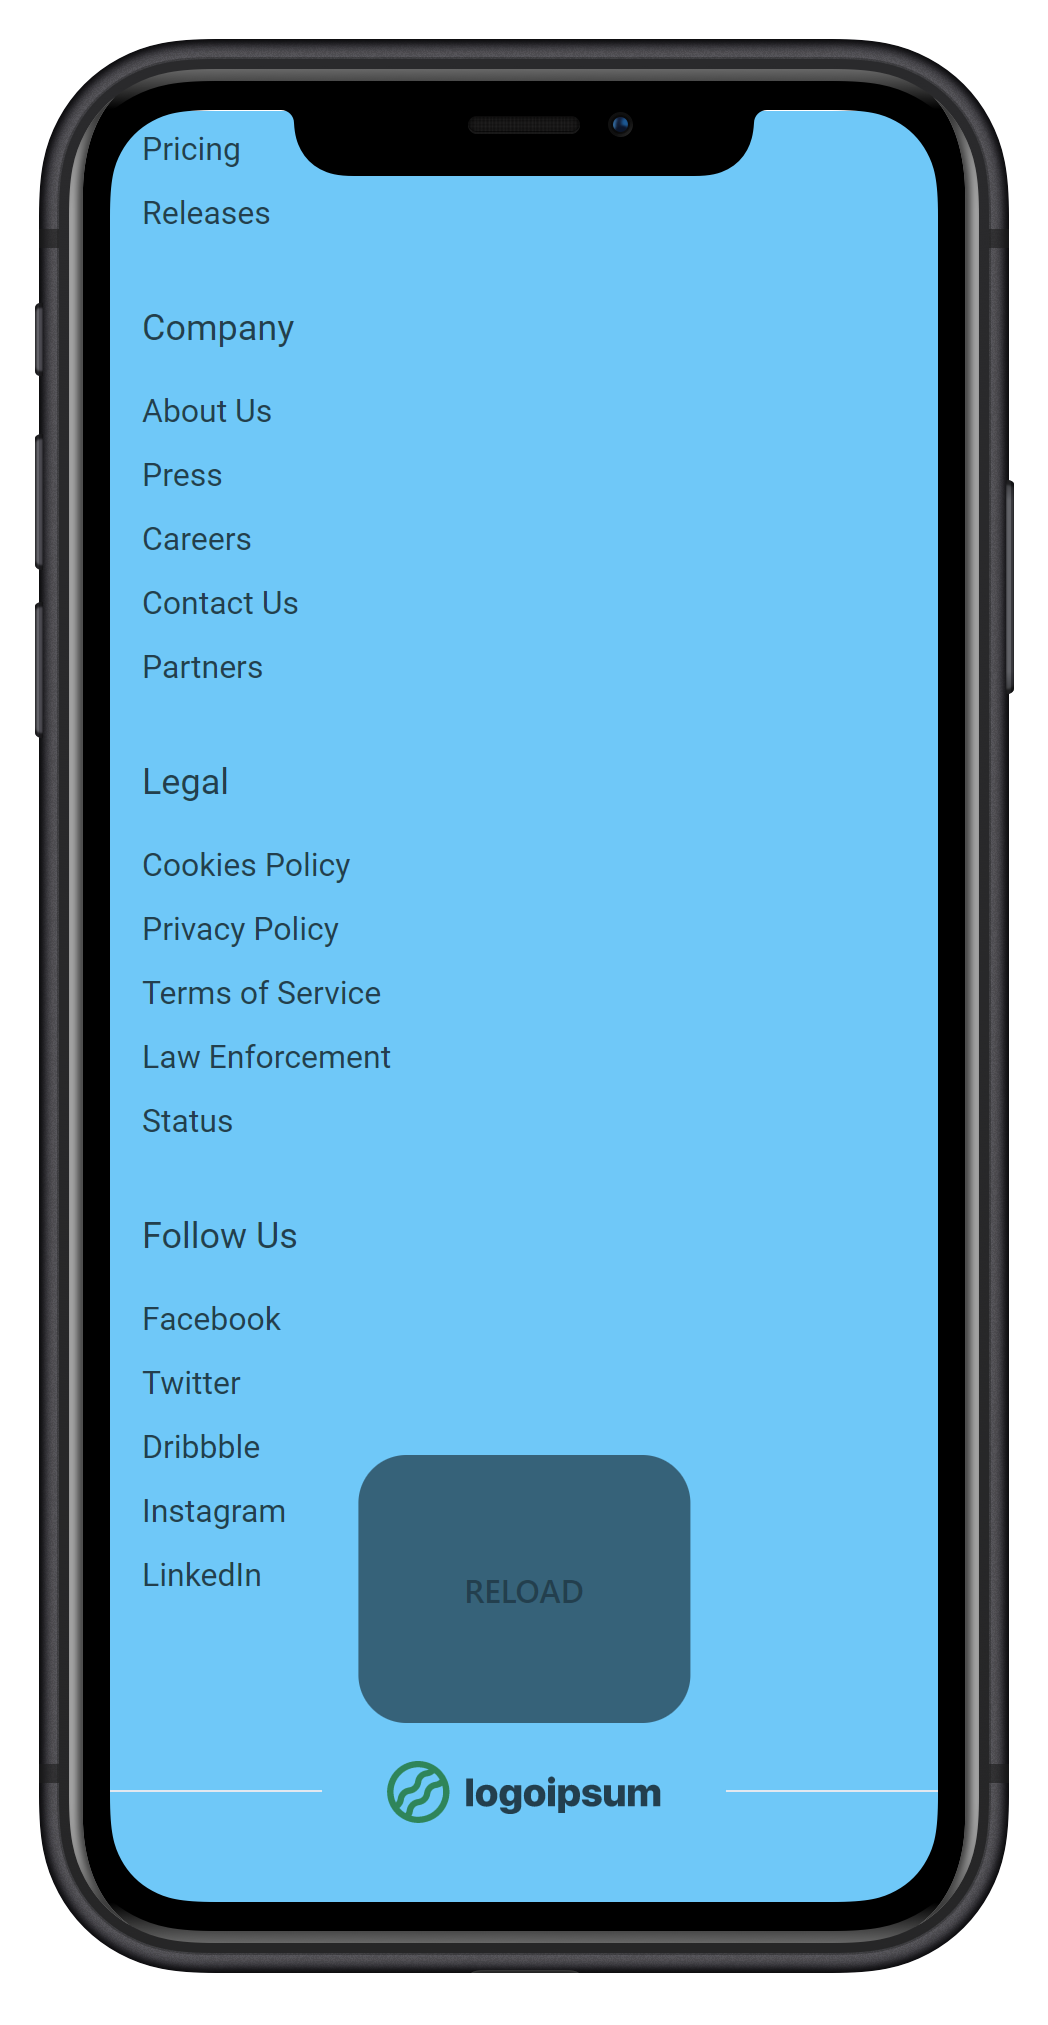 Pricing
Releases
Company
About Us
Press
Careers
Contact Us
Partners
Legal
Cookies Policy
Privacy Policy
Terms of Service
Law Enforcement
Status
Follow Us
Facebook
Twitter
Dribbble
Instagram
LinkedIn
RELOAD
logoipsum